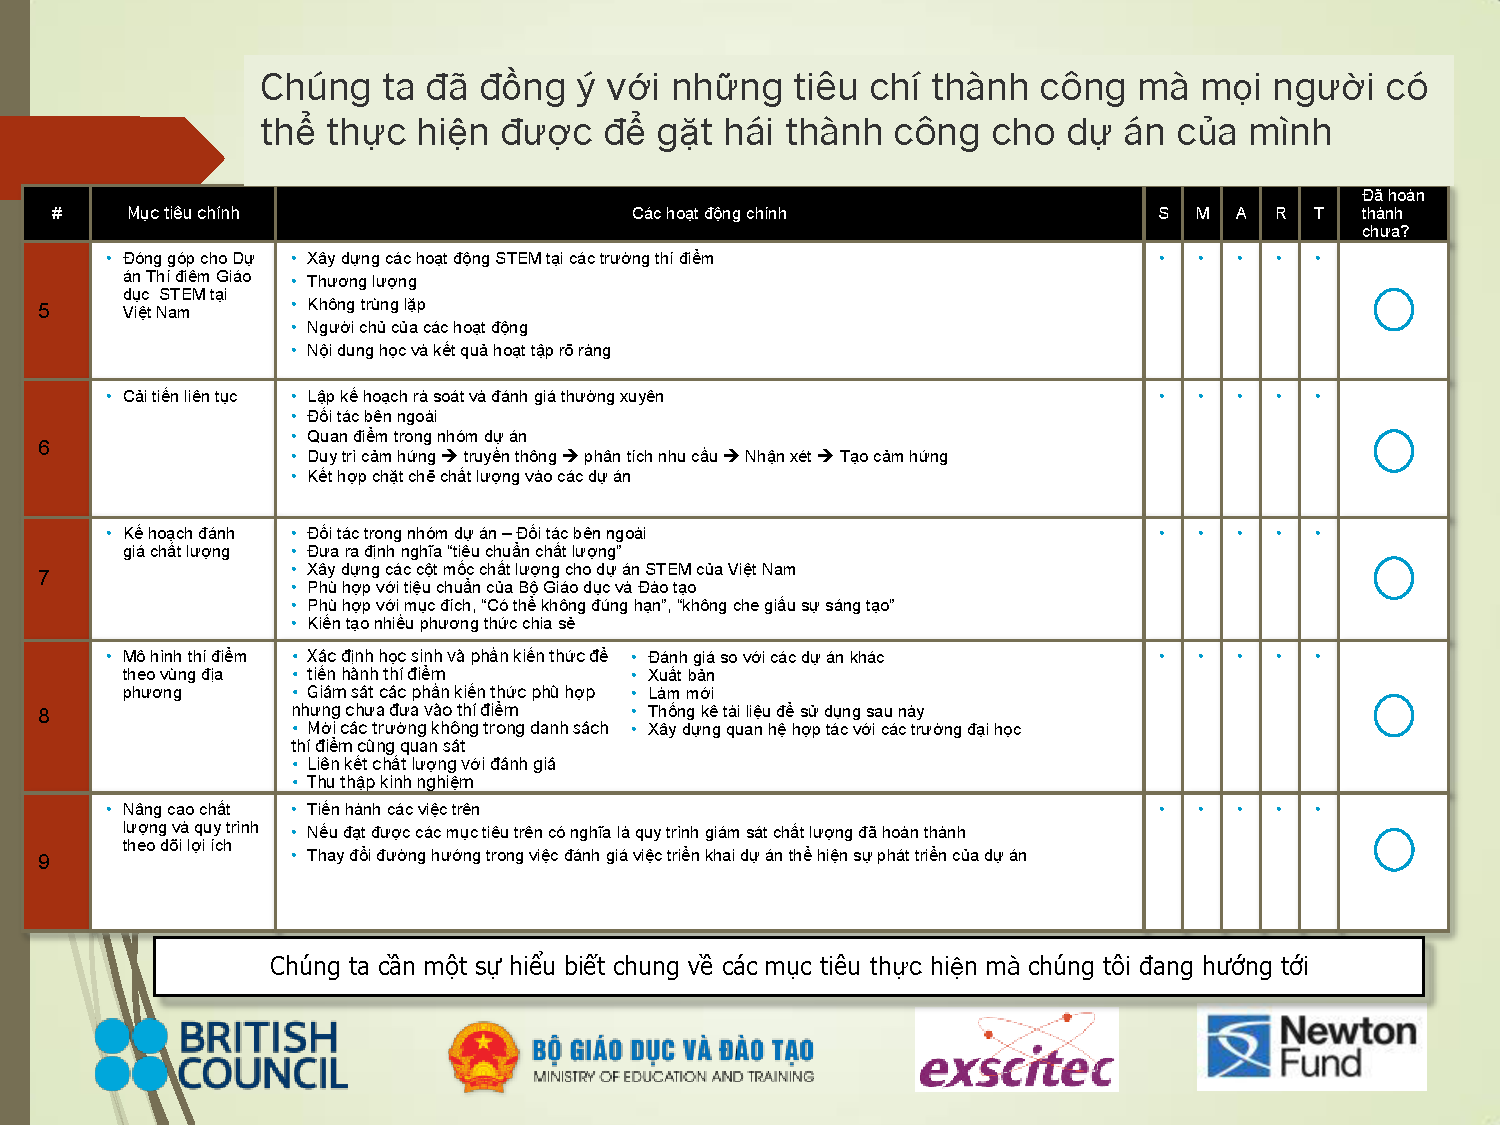 Chúng ta đã đồng ý với những tiêu chí thành công mà mọi người có
thể thực hiện được để gặt hái thành công cho dự án của mình
# Mục tiêu chính Các hoạt động chính S M A R T Đã hoàn thành chưa?
5
• Đóng góp cho Dự
án Thí điểm Giáo
dục STEM tại
Việt Nam
• Xây dựng các hoạt động STEM tại các trường thí điểm
• Thương lượng
• Không trùng lặp
• Người chủ của các hoạt động
• Nội dung học và kết quả hoạt tập rõ ràng
• • • • •
6
• Cải tiến liên tục
• Lập kế hoạch rà soát và đánh giá thường xuyên
• Đối tác bên ngoài
• Quan điểm trong nhóm dự án
• Duy trì cảm hứng ➔ truyền thông ➔ phân tích nhu cầu ➔ Nhận xét ➔ Tạo cảm hứng
• Kết hợp chặt chẽ chất lượng vào các dự án
• • • • •
7
• Kế hoạch đánh
giá chất lượng
• Đối tác trong nhóm dự án – Đối tác bên ngoài
• Đưa ra định nghĩa “tiêu chuẩn chất lượng”
• Xây dựng các cột mốc chất lượng cho dự án STEM của Việt Nam
• Phù hợp với tiệu chuẩn của Bộ Giáo dục và Đào tạo
• Phù hợp với mục đích, “Có thể không đúng hạn”, “không che giấu sự sáng tạo”
• Kiến tạo nhiều phương thức chia sẻ
• • • • •
8
• Mô hình thí điểm
theo vùng địa
phương
• Xác định học sinh và phần kiến thức để
• tiến hành thí điểm
• Giám sát các phần kiến thức phù hợp
nhưng chưa đưa vào thí điểm
• Mời các trường không trong danh sách
thí điểm cùng quan sát
• Liên kết chất lượng với đánh giá
• Thu thập kinh nghiệm
• Đánh giá so với các dự án khác
• Xuất bản
• Làm mới
• Thống kê tài liệu để sử dụng sau này
• Xây dựng quan hệ hợp tác với các trường đại học
• • • • •
9
• Nâng cao chất
lượng và quy trình
theo dõi lợi ích
• Tiến hành các việc trên
• Nếu đạt được các mục tiêu trên có nghĩa là quy trình giám sát chất lượng đã hoàn thành
• Thay đổi đường hướng trong việc đánh giá việc triển khai dự án thể hiện sự phát triển của dự án
• • • • •
Chúng ta cần một sự hiểu biết chung về các mục tiêu thực hiện mà chúng tôi đang hướng tới
BRITISH
COUNCIL
BỘ GIÁO DỤC VÀ ĐÀO TẠO
MINISTRY OF EDUCATION AND TRAINING
exscitec
Newton
Fund